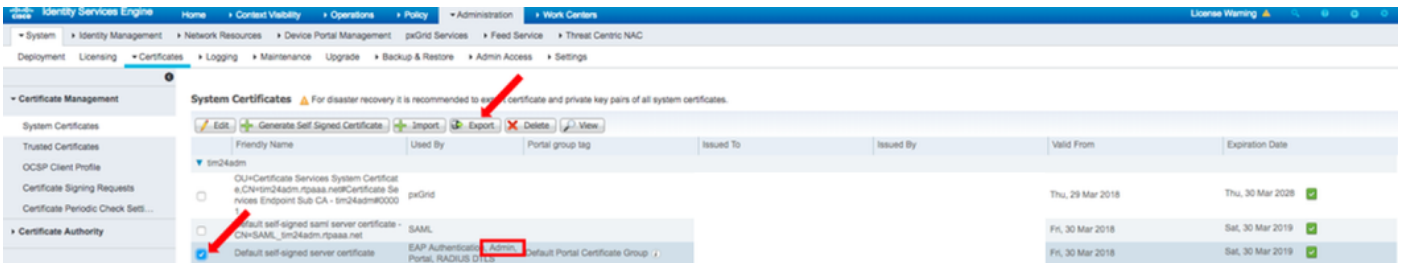 cisco Identity Services Engine Home Context Visibility Operations Policy Administration Work Centers License Warning
System Identity Management Network Resources Device Portal Management pxGrid Services Feed Service Threat Centric NAC
Deployment Licensing Certificates Logging Maintenance Upgrade Backup & Restore Admin Access Settings
Certificate Management
System Certificates
Trusted Certificates
OCSP Client Profile
Certificate Signing Requests
Certificate Periodic Check Setti...
Certificate Authority
System Certificates For disaster recovery it is recommended to certificate and private key pairs of all system certificates.
Edit Generate Self Signed Certificate Import Export Delete View
Friendly Name Used By Portal group tag Issued To Issued By Valid From Expiration Date
tim24adm
OU=Certificate Services System Certificat
e,CN=tim24adm.rtpaaa.net#Certificate Se
rvices Endpoint Sub CA - tim24adm#0000
1
pxGrid Thu, 29 Mar 2018 Thu, 30 Mar 2028
Default self-signed saml server certificate -
CN=SAML_tim24adm.rtpaaa.net
SAML Fri, 30 Mar 2018 Sat, 30 Mar 2019
Default self-signed server certificate
EAP Authentication, Admin,
Portal, RADIUS DTLS
Default Portal Certificate Group Fri, 30 Mar 2018 Sat, 30 Mar 2019